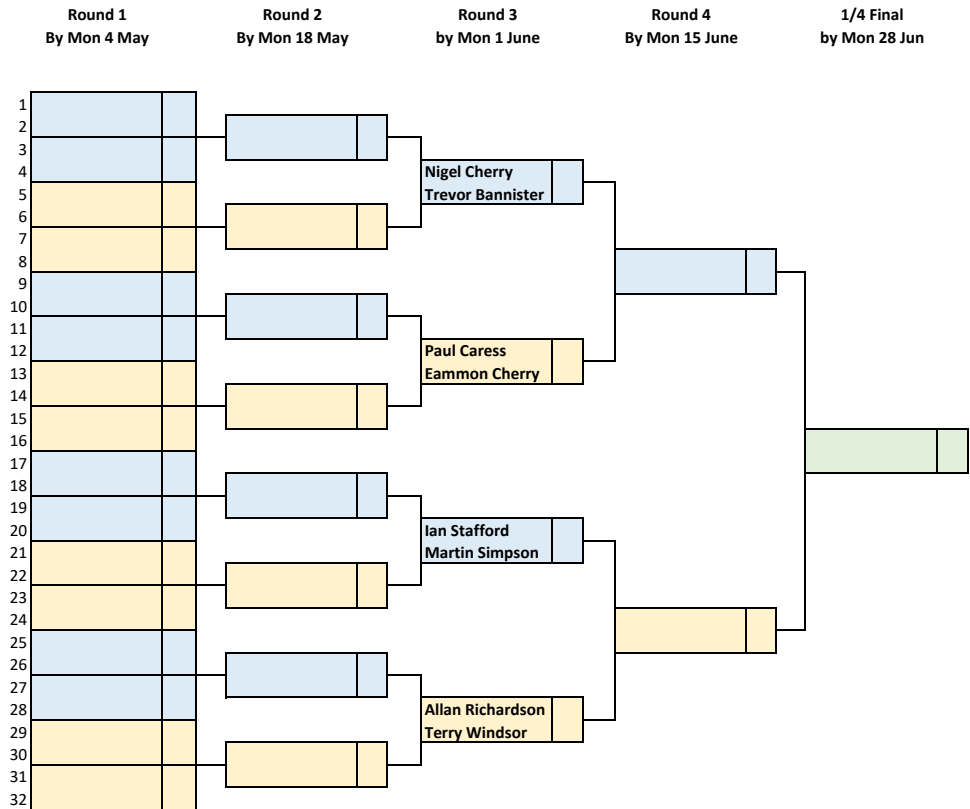 Round 1 Round 2 Round 3 Round 4 1/4 Final
By Mon 4 May By Mon 18 May by Mon 1 June By Mon 15 June by Mon 28 Jun
1
2
3
4 Nigel Cherry
5 Trevor Bannister
6
7
8
9
10
11
12 Paul Caress
13 Eammon Cherry
14
15
16
17
18
19
20 Ian Stafford
21 Martin Simpson
22
23
24
25
26
27
28 Allan Richardson
29 Terry Windsor
30
31
32